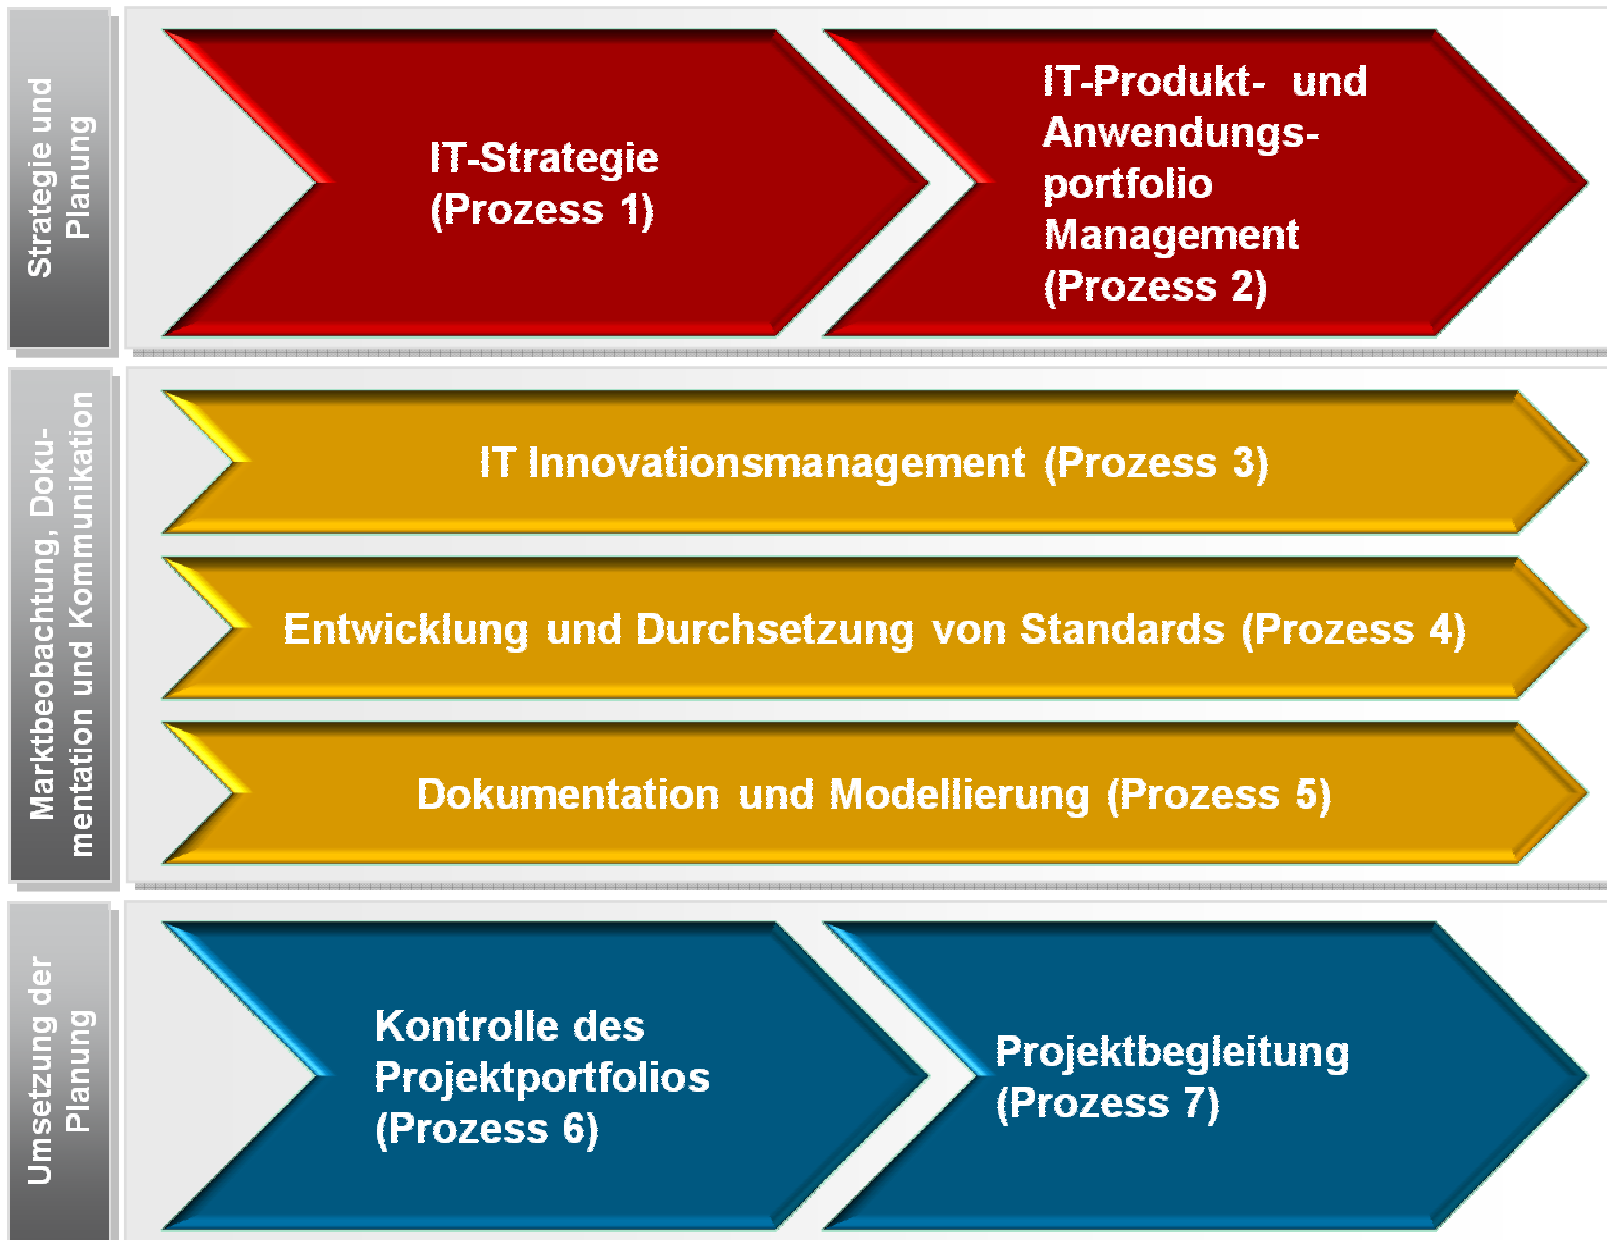 Strategie und
Planung
IT-Strategie
(Prozess 1)
IT-Produkt- und
Anwendungs-
portfolio
Management
(Prozess 2)
Marktbeobachtung, Doku-
mentation und Kommunikation
IT Innovationsmanagement (Prozess 3)
Entwicklung und Durchsetzung von Standards (Prozess 4)
Dokumentation und Modellierung (Prozess 5)
Umsetzung der
Planung
Kontrolle des
Projektportfolios
(Prozess 6)
Projektbegleitung
(Prozess 7)